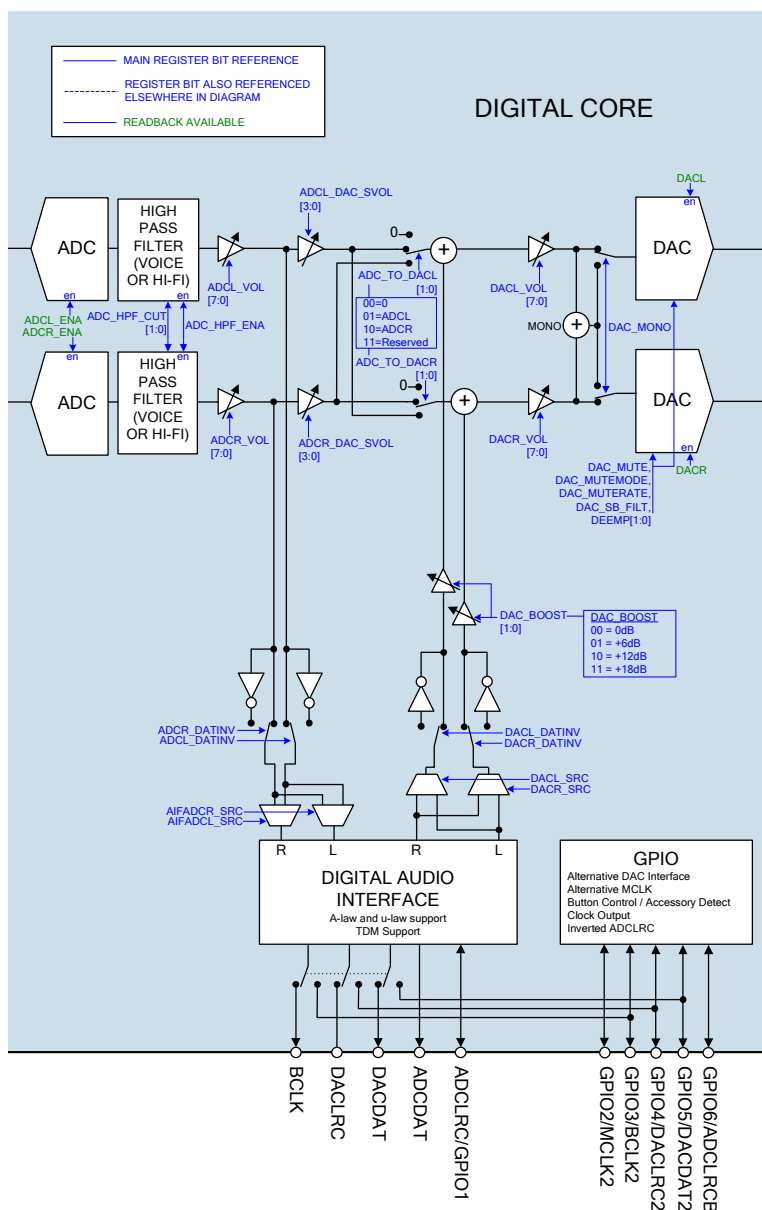 MAIN REGISTER BIT REFERENCE
REGISTER BIT ALSO REFERENCED
ELSEWHERE IN DIAGRAM
READBACK AVAILABLE
DIGITAL CORE
ADC
en
ADCL_ENA
ADCR_ENA
en
ADC
HIGH
PASS
FILTER
(VOICE
OR HI-FI)
en
ADC_HPF_CUT
[1:0]
ADC_HPF_ENA
en
HIGH
PASS
FILTER
(VOICE
OR HI-FI)
ADCL_VOL
[7:0]
ADCR_VOL
[7:0]
ADCL_DAC_SVOL
[3:0]
ADCR_DAC_SVOL
[3:0]
0
ADC_TO_DACL
[1:0]
00=0
01=ADCL
10=ADCR
11=Reserved
ADC_TO_DACR
[1:0]
0
+
+
DACL_VOL
[7:0]
DACR_VOL
[7:0]
MONO
+
DAC_MONO
DACL
en
DAC
DAC
en
DACR
DAC_MUTE,
DAC_MUTEMODE,
DAC_MUTERATE,
DAC_SB_FILT,
DEEMP[1:0]
DAC_BOOST
[1:0]
DAC_BOOST
00 = 0dB
01 = +6dB
10 = +12dB
11 = +18dB
ADCR_DATINV
ADCL_DATINV
DACL_DATINV
DACR_DATINV
DACL_SRC
DACR_SRC
AIFADCR_SRC
AIFADCL_SRC
R
L
R
L
DIGITAL AUDIO
INTERFACE
A-law and u-law support
TDM Support
GPIO
Alternative DAC Interface
Alternative MCLK
Button Control / Accessory Detect
Clock Output
Inverted ADCLRC
BCLK
DACLRC
DACDAT
ADCDAT
ADCLRC/GPIO1
GPIO2/MCLK2
GPIO3/BCLK2
GPIO4/DACLRC2
GPIO5/DACDAT2
GPIO6/ADCLRCB